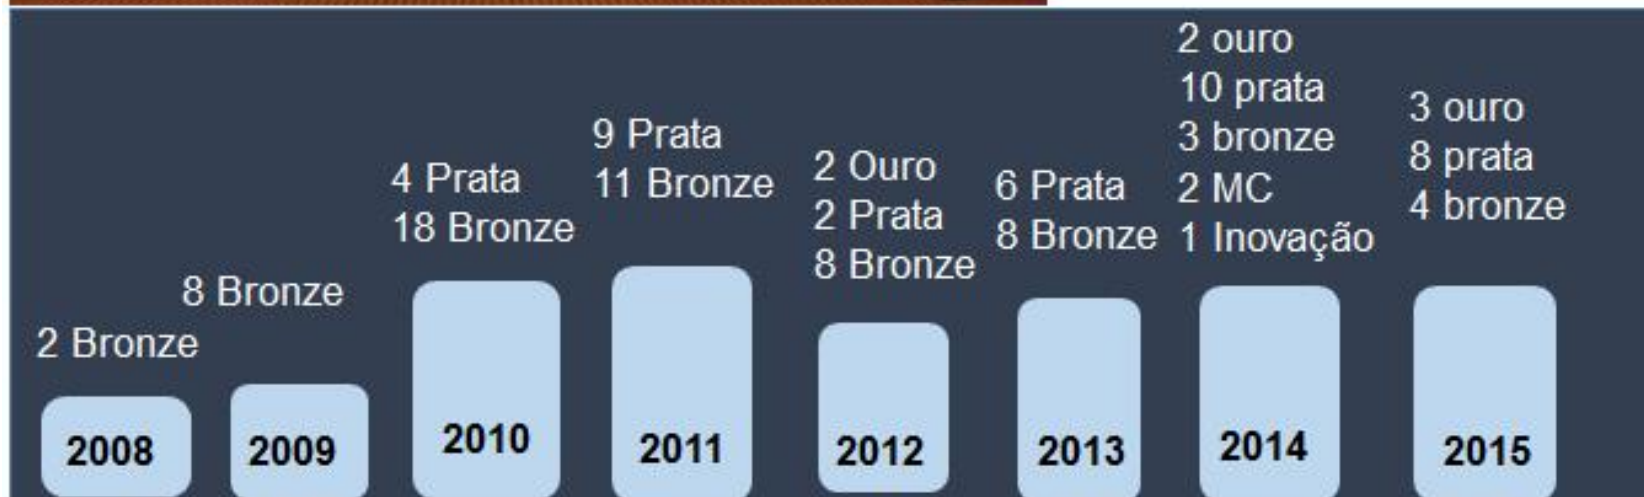 2 Bronze
2008
8 Bronze
2009
4 Prata
18 Bronze
2010
9 Prata
11 Bronze
2011
2 Ouro
2 Prata
8 Bronze
2012
6 Prata
8 Bronze
2013
2 ouro
10 prata
3 bronze
2 MC
1 Inovação
2014
3 ouro
8 prata
4 bronze
2015